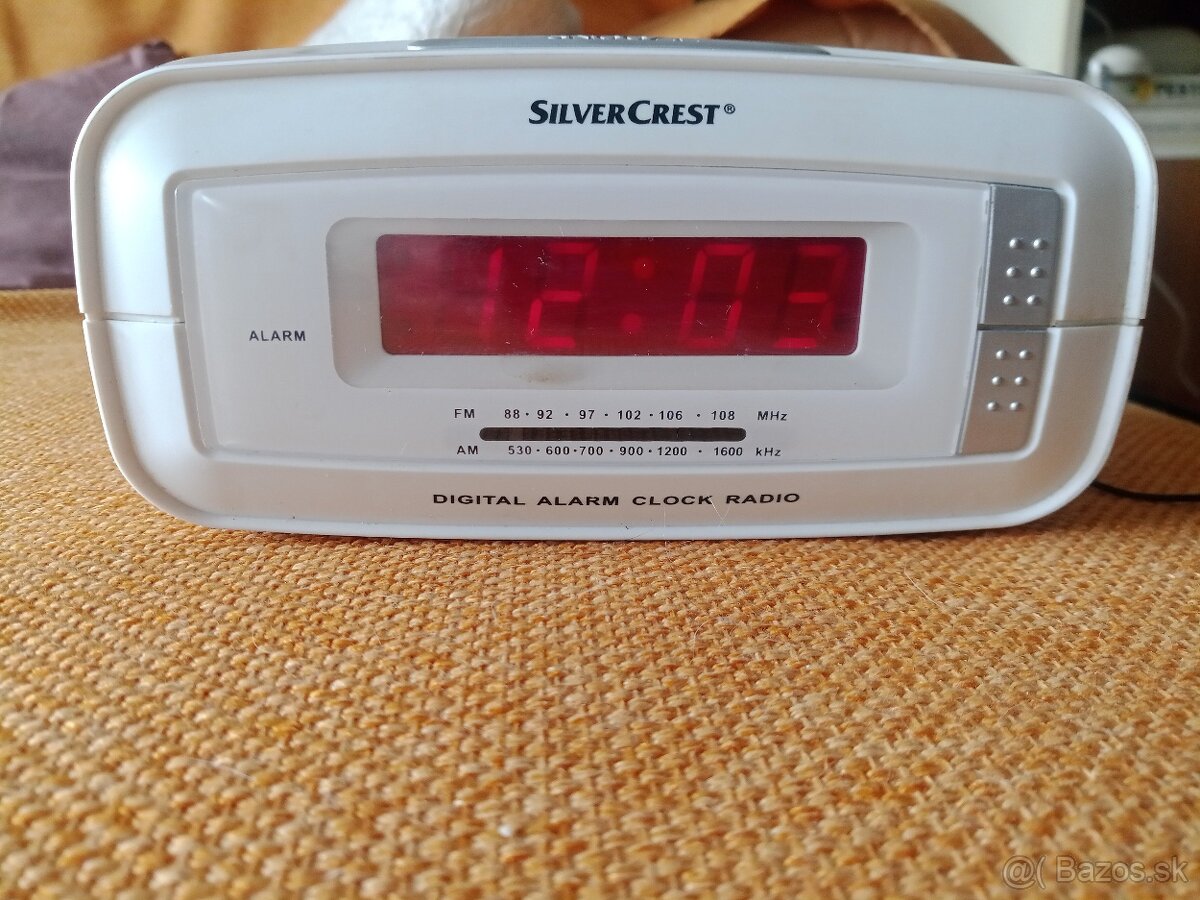 SILVERCREST®
12:03
ALARM
FM 88 · 92 · 97 · 102 · 106 · 108 MHz
AM 530 · 600 · 700 · 900 · 1200 · 1600 kHz
DIGITAL ALARM CLOCK RADIO
@( Bazos.sk